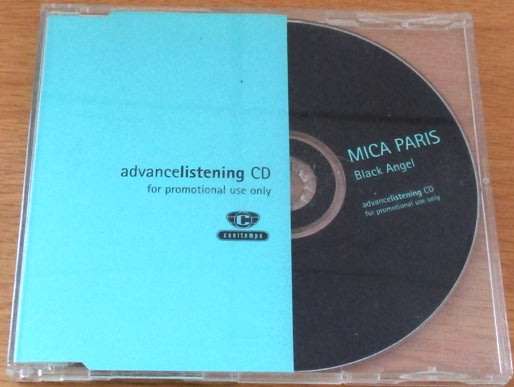 advancelistening CD
for promotional use only
C
cooltempo
MICA PARIS
Black Angel
advancelistening CD
for promotional use only